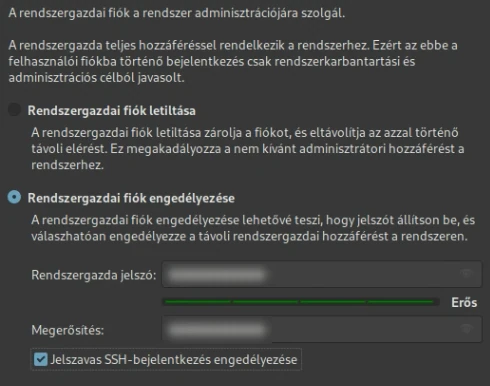 A rendszergazdai fiók a rendszer adminisztrációjára szolgál.
A rendszergazda teljes hozzáféréssel rendelkezik a rendszerhez. Ezért az ebbe a
felhasználói fiókba történő bejelentkezés csak rendszerkarbantartási és
adminisztrációs célból javasolt.
Rendszergazdai fiók letiltása
A rendszergazdai fiók letiltása zárolja a fiókot, és eltávolítja az azzal történő
távoli elérést. Ez megakadályozza a nem kívánt adminisztrátori hozzáférést a
rendszerhez.
Rendszergazdai fiók engedélyezése
A rendszergazdai fiók engedélyezése lehetővé teszi, hogy jelszót állítson be, és
válaszhatóan engedélyezze a távoli rendszergazdai hozzáférést a rendszeren.
Rendszergazda jelszó:
Erős
Megerősítés:
Jelszavas SSH-bejelentkezés engedélyezése